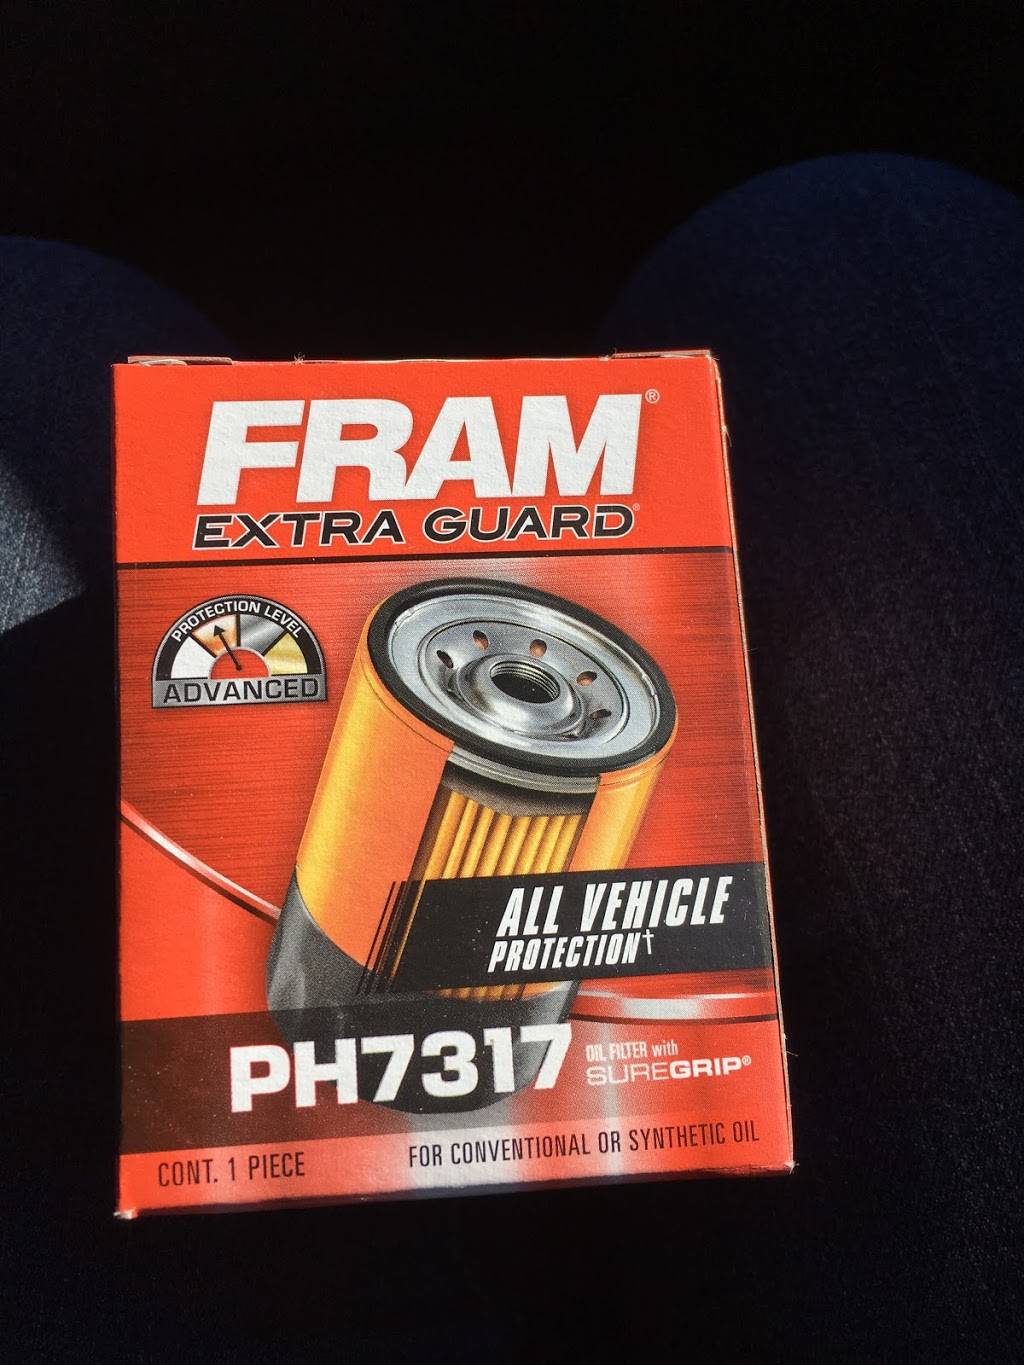 FRAM®
EXTRA GUARD®
PROTECTION LEVEL
ADVANCED
ALL VEHICLE
PROTECTION†
PH7317
OIL FILTER with
SUREGRIP®
CONT. 1 PIECE
FOR CONVENTIONAL OR SYNTHETIC OIL